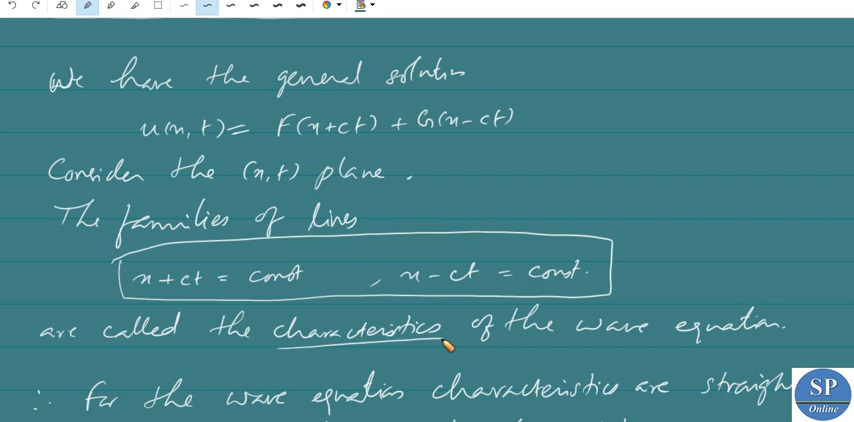 We have the general solution
u(x, t) = F(x+ct) + G(x-ct)
Consider the (x, t) plane.
The families of lines
x+ct = const , x-ct = const.
are called the characteristics of the wave equation.
∴ for the wave equation characteristics are straigh
SP
Online